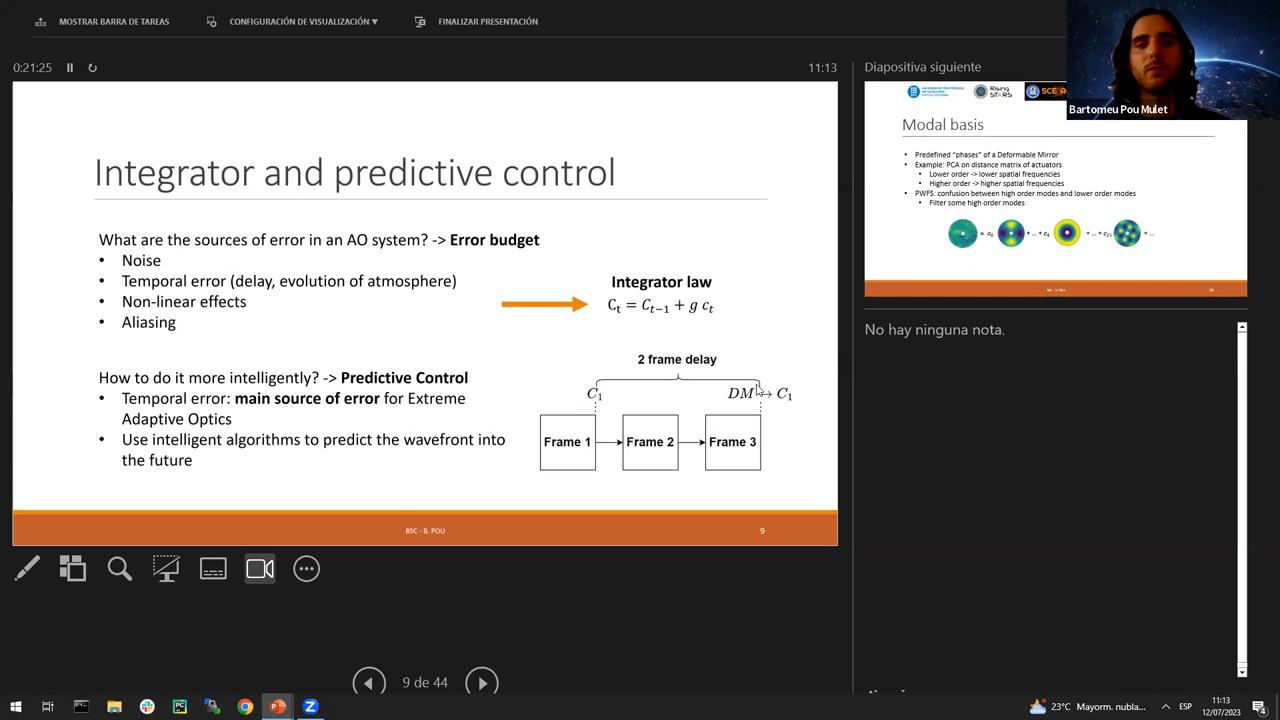 MOSTRAR BARRA DE TAREAS
CONFIGURACIÓN DE VISUALIZACIÓN ▼
FINALIZAR PRESENTACIÓN
0:21:25
11:13
Integrator and predictive control
What are the sources of error in an AO system? -> Error budget
• Noise
• Temporal error (delay, evolution of atmosphere)
• Non-linear effects
• Aliasing
Integrator law
C_t = C_{t−1} + g c_t
How to do it more intelligently? -> Predictive Control
• Temporal error: main source of error for Extreme
Adaptive Optics
• Use intelligent algorithms to predict the wavefront into
the future
2 frame delay
C_1
DM → C_1
Frame 1
Frame 2
Frame 3
BSC - B. POU
9
9 de 44
Diapositiva siguiente
Bartomeu Pou Mulet
Rising
STARS
Modal basis
• Predefined “phases” of a Deformable Mirror
• Example: PCA on distance matrix of actuators
• Lower order -> lower spatial frequencies
• Higher order -> higher spatial frequencies
• PWFS: confusion between high order modes and lower order modes
• Filter some high order modes
No hay ninguna nota.
23°C Mayorm. nubla...
ESP
11:13
12/07/2023